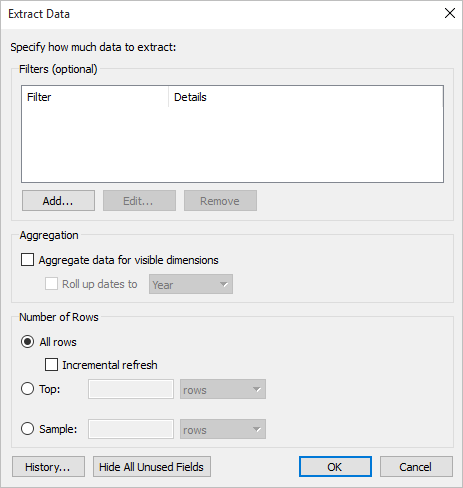 Extract Data
Specify how much data to extract:
Filters (optional)
Filter Details
Add... Edit... Remove
Aggregation
Aggregate data for visible dimensions
Roll up dates to Year
Number of Rows
All rows
Incremental refresh
Top: rows
Sample: rows
History... Hide All Unused Fields OK Cancel